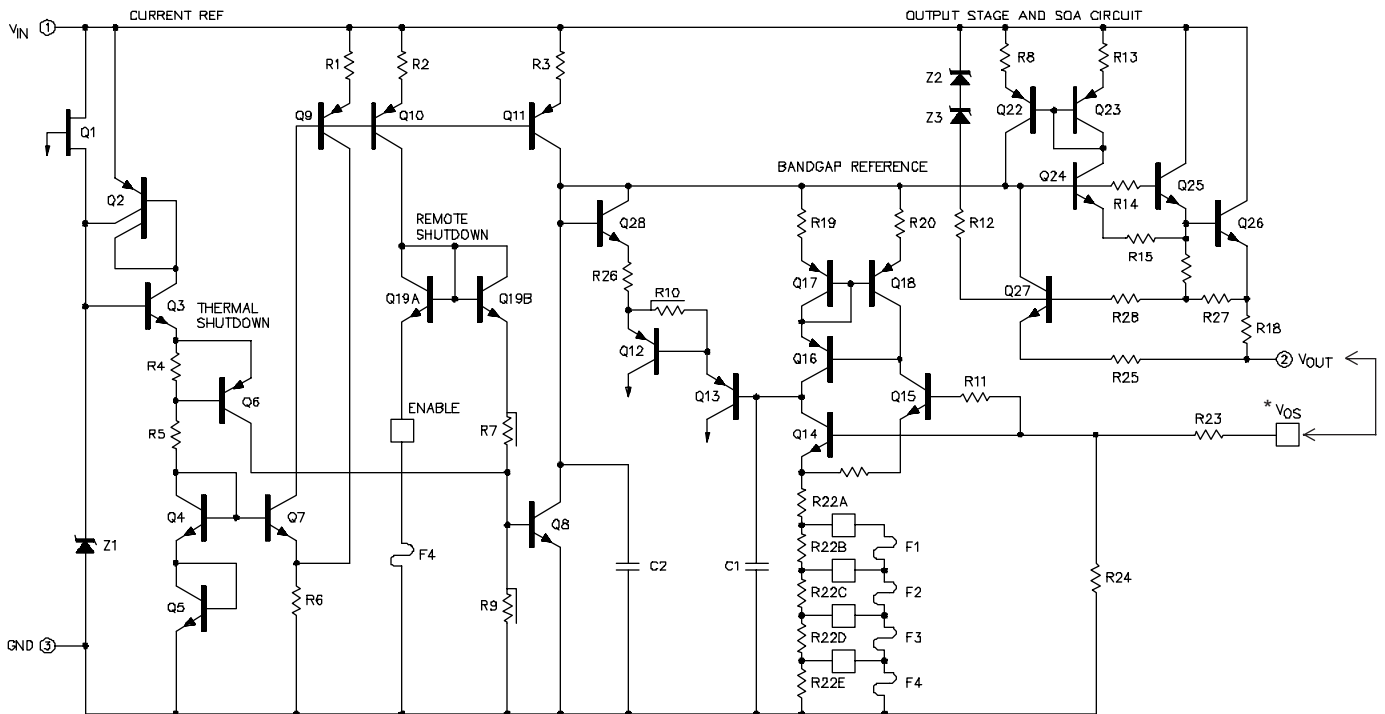 CURRENT REF
OUTPUT STAGE AND SOA CIRCUIT
VIN 1
R1
R2
R3
R8
R13
Z2
Q1
Q9
Q10
Q11
Z3
Q22
Q23
BANDGAP REFERENCE
Q2
Q24
R14
Q25
REMOTE
SHUTDOWN
Q28
R19
R20
R12
R15
Q26
R26
Q17
Q18
Q19A
Q19B
R10
Q27
Q3
THERMAL
SHUTDOWN
R28
R27
R18
R4
Q12
Q16
2 VOUT
R25
Q6
Q13
Q15
R11
ENABLE
* VOS
R5
R7
Q14
R23
R22A
Q4
Q7
Q8
Z1
F4
R22B
F1
C2
C1
R24
Q5
R6
R9
R22C
F2
GND 3
R22D
F3
R22E
F4